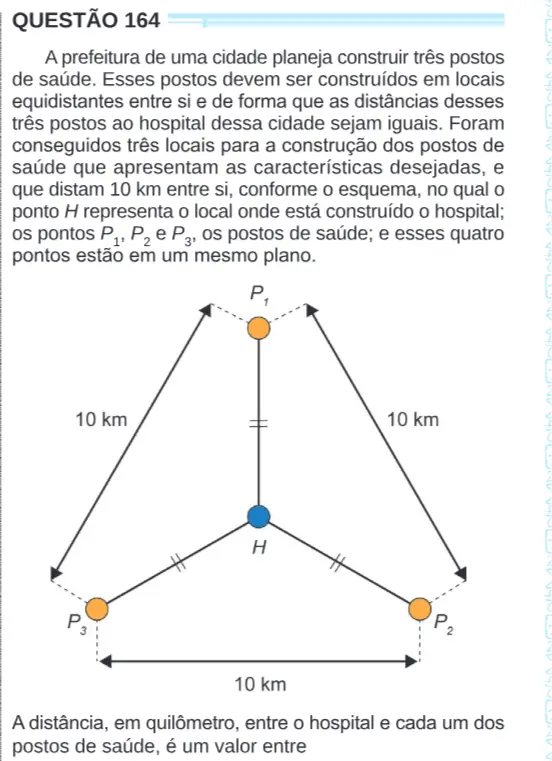 QUESTÃO 164
A prefeitura de uma cidade planeja construir três postos
de saúde. Esses postos devem ser construídos em locais
equidistantes entre si e de forma que as distâncias desses
três postos ao hospital dessa cidade sejam iguais. Foram
conseguidos três locais para a construção dos postos de
saúde que apresentam as características desejadas, e
que distam 10 km entre si, conforme o esquema, no qual o
ponto H representa o local onde está construído o hospital;
os pontos P₁, P₂ e P₃, os postos de saúde; e esses quatro
pontos estão em um mesmo plano.
P₁
10 km
10 km
H
P₃
P₂
10 km
A distância, em quilômetro, entre o hospital e cada um dos
postos de saúde, é um valor entre